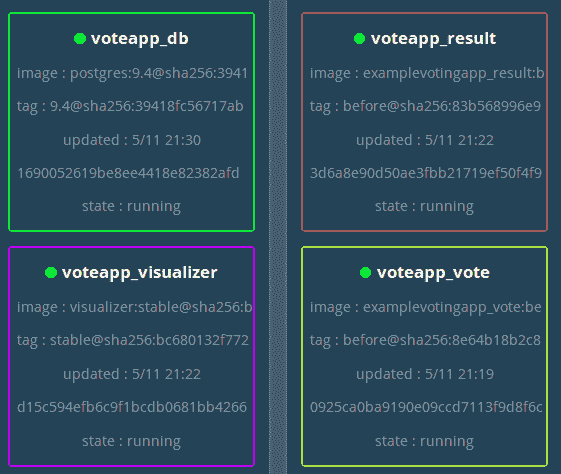 voteapp_db
image : postgres:9.4@sha256:3941
tag : 9.4@sha256:39418fc56717ab
updated : 5/11 21:30
1690052619be8ee4418e82382afd
state : running
voteapp_result
image : examplevotingapp_result:b
tag : before@sha256:83b568996e9
updated : 5/11 21:22
3d6a8e90d50ae3fbb21719ef50f4f9
state : running
voteapp_visualizer
image : visualizer:stable@sha256:b
tag : stable@sha256:bc680132f772
updated : 5/11 21:22
d15c594efb6c9f1bcdb0681bb4266
state : running
voteapp_vote
image : examplevotingapp_vote:be
tag : before@sha256:8e64b18b2c8
updated : 5/11 21:19
0925ca0ba9190e09ccd7113f9d8f6c
state : running